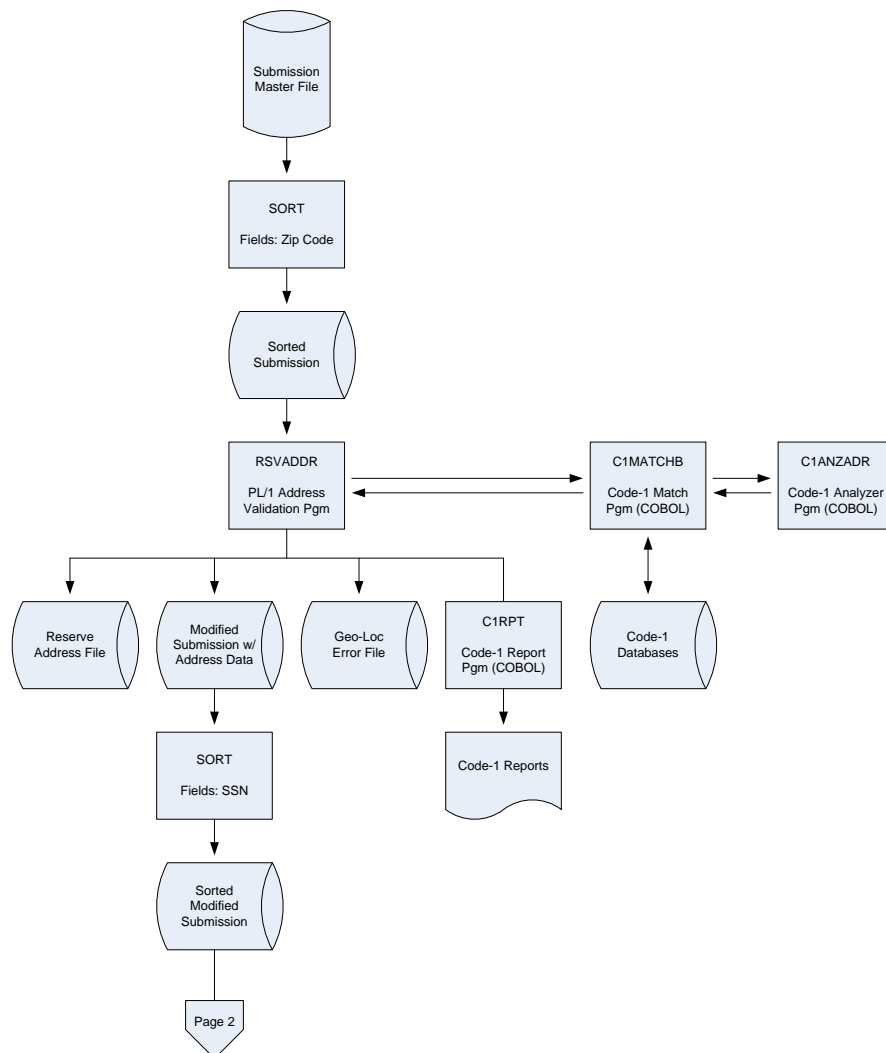 Submission
Master File
SORT
Fields: Zip Code
Sorted
Submission
RSVADDR
PL/1 Address
Validation Pgm
C1MATCHB
Code-1 Match
Pgm (COBOL)
C1ANZADR
Code-1 Analyzer
Pgm (COBOL)
Reserve
Address File
Modified
Submission w/
Address Data
Geo-Loc
Error File
C1RPT
Code-1 Report
Pgm (COBOL)
Code-1
Databases
SORT
Fields: SSN
Code-1 Reports
Sorted
Modified
Submission
Page 2